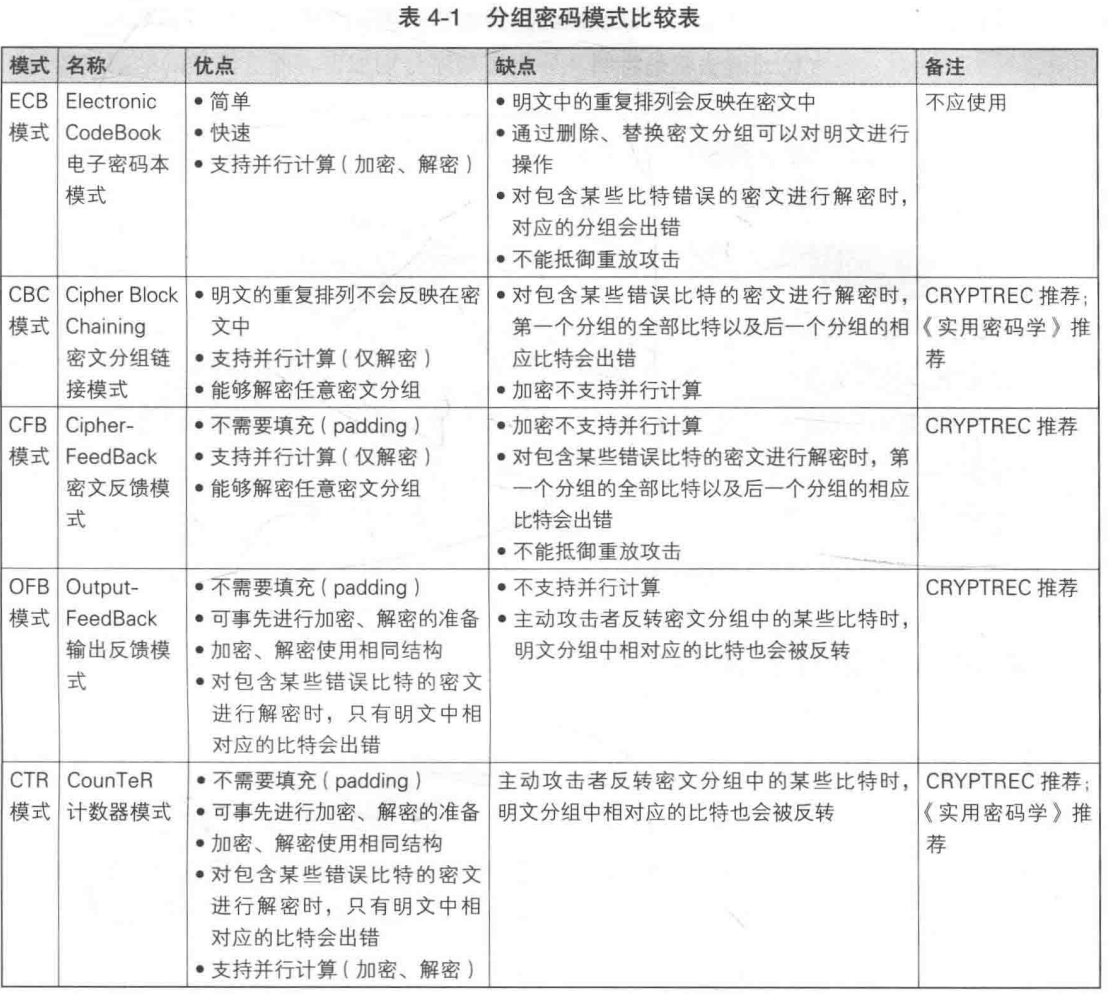 表 4-1 分组密码模式比较表
模式 名称 优点 缺点 备注
ECB
模式
Electronic
CodeBook
电子密码本
模式
• 简单
• 快速
• 支持并行计算（加密、解密）
• 明文中的重复排列会反映在密文中
• 通过删除、替换密文分组可以对明文进行
操作
• 对包含某些比特错误的密文进行解密时，
对应的分组会出错
• 不能抵御重放攻击
不应使用
CBC
模式
Cipher Block
Chaining
密文分组链
接模式
• 明文的重复排列不会反映在密
文中
• 支持并行计算（仅解密）
• 能够解密任意密文分组
• 对包含某些错误比特的密文进行解密时，
第一个分组的全部比特以及后一个分组的相
应比特会出错
• 加密不支持并行计算
CRYPTREC 推荐；
《实用密码学》推
荐
CFB
模式
Cipher-
FeedBack
密文反馈模
式
• 不需要填充（padding）
• 支持并行计算（仅解密）
• 能够解密任意密文分组
• 加密不支持并行计算
• 对包含某些错误比特的密文进行解密时，第
一个分组的全部比特以及后一个分组的相应
比特会出错
• 不能抵御重放攻击
CRYPTREC 推荐
OFB
模式
Output-
FeedBack
输出反馈模
式
• 不需要填充（padding）
• 可事先进行加密、解密的准备
• 加密、解密使用相同结构
• 对包含某些错误比特的密文
进行解密时，只有明文中相
对应的比特会出错
• 不支持并行计算
• 主动攻击者反转密文分组中的某些比特时，
明文分组中相对应的比特也会被反转
CRYPTREC 推荐
CTR
模式
CounTeR
计数器模式
• 不需要填充（padding）
• 可事先进行加密、解密的准备
• 加密、解密使用相同结构
• 对包含某些错误比特的密文
进行解密时，只有明文中相
对应的比特会出错
• 支持并行计算（加密、解密）
主动攻击者反转密文分组中的某些比特时，
明文分组中相对应的比特也会被反转
CRYPTREC 推荐；
《实用密码学》推
荐